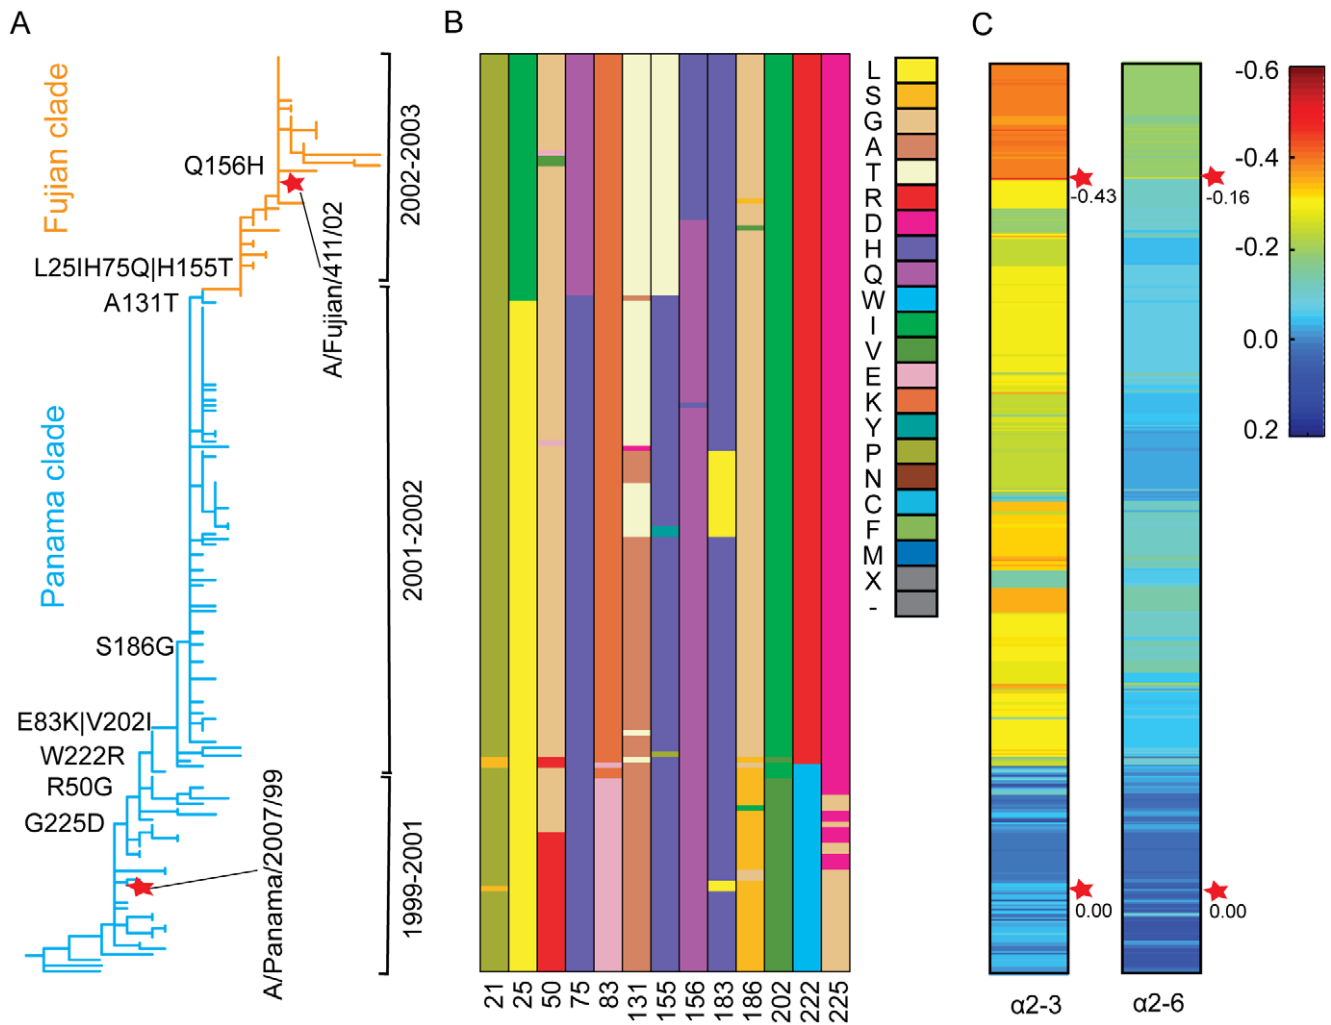 A
B
C
Fujian clade
Panama clade
Q156H
L25IH75Q|H155T
A131T
S186G
E83K|V202I
W222R
R50G
G225D
A/Fujian/411/02
A/Panama/2007/99
2002-2003
2001-2002
1999-2001
21
25
50
75
83
131
155
156
183
186
202
222
225
L
S
G
A
T
R
D
H
Q
W
I
V
E
K
Y
P
N
C
F
M
X
-
-0.43
-0.16
0.00
0.00
α2-3
α2-6
-0.6
-0.4
-0.2
0.0
0.2